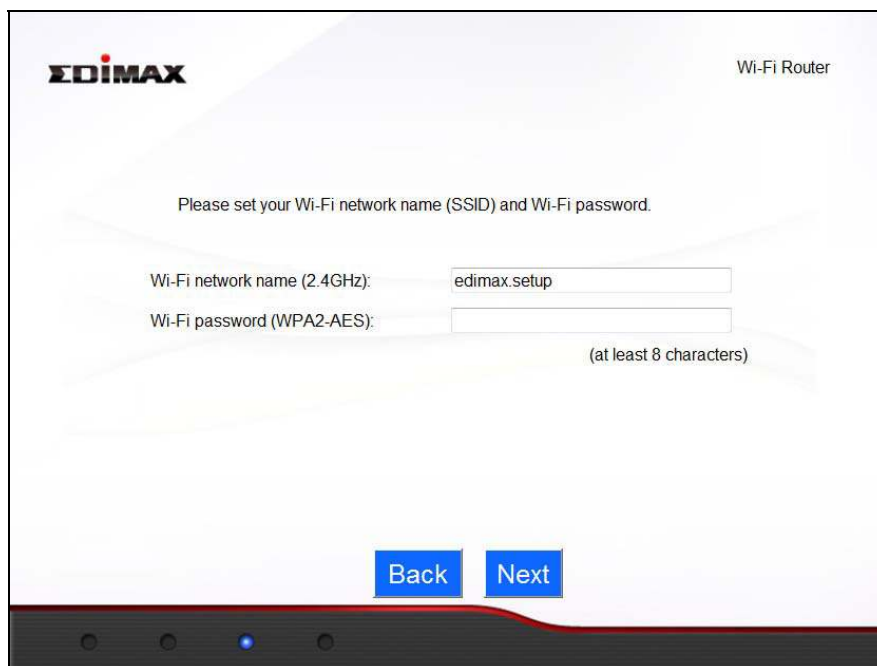 EDIMAX
Wi-Fi Router
Please set your Wi-Fi network name (SSID) and Wi-Fi password.
Wi-Fi network name (2.4GHz):
edimax.setup
Wi-Fi password (WPA2-AES):
(at least 8 characters)
Back
Next